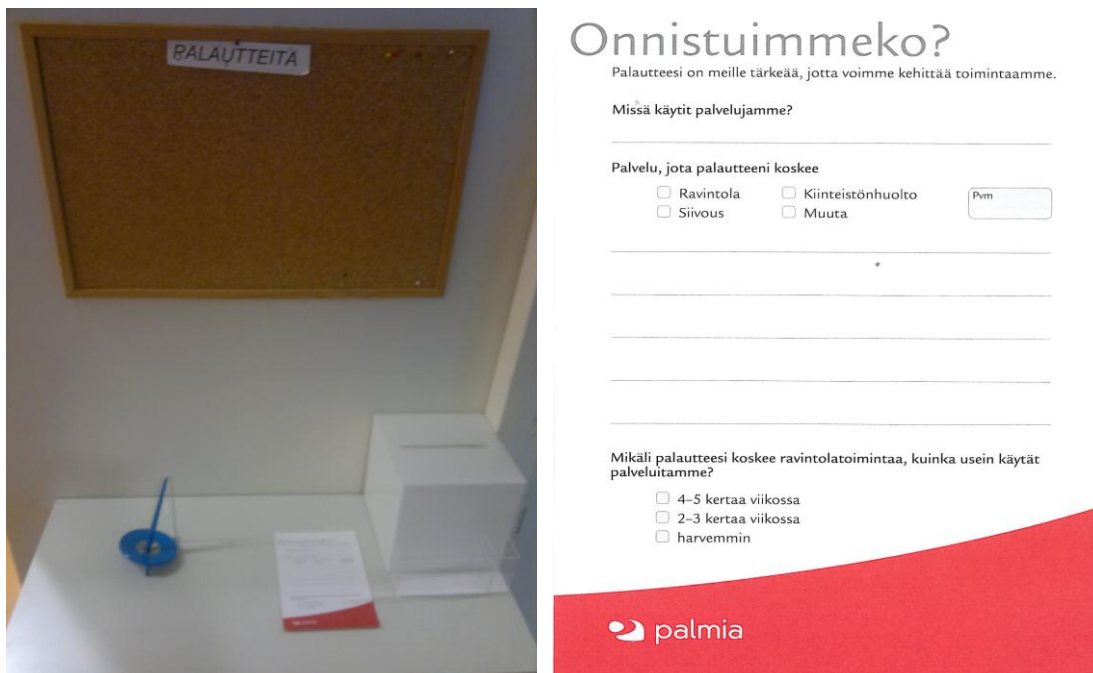 PALAUTTEITA
Onnistuimmeko?
Palautteesi on meille tärkeää, jotta voimme kehittää toimintaamme.
Missä käytit palvelujamme?
Palvelu, jota palautteeni koskee
Ravintola Kiinteistönhuolto Pvm
Siivous Muuta
Mikäli palautteesi koskee ravintolatoimintaa, kuinka usein käytät
palveluitamme?
4–5 kertaa viikossa
2–3 kertaa viikossa
harvemmin
palmia